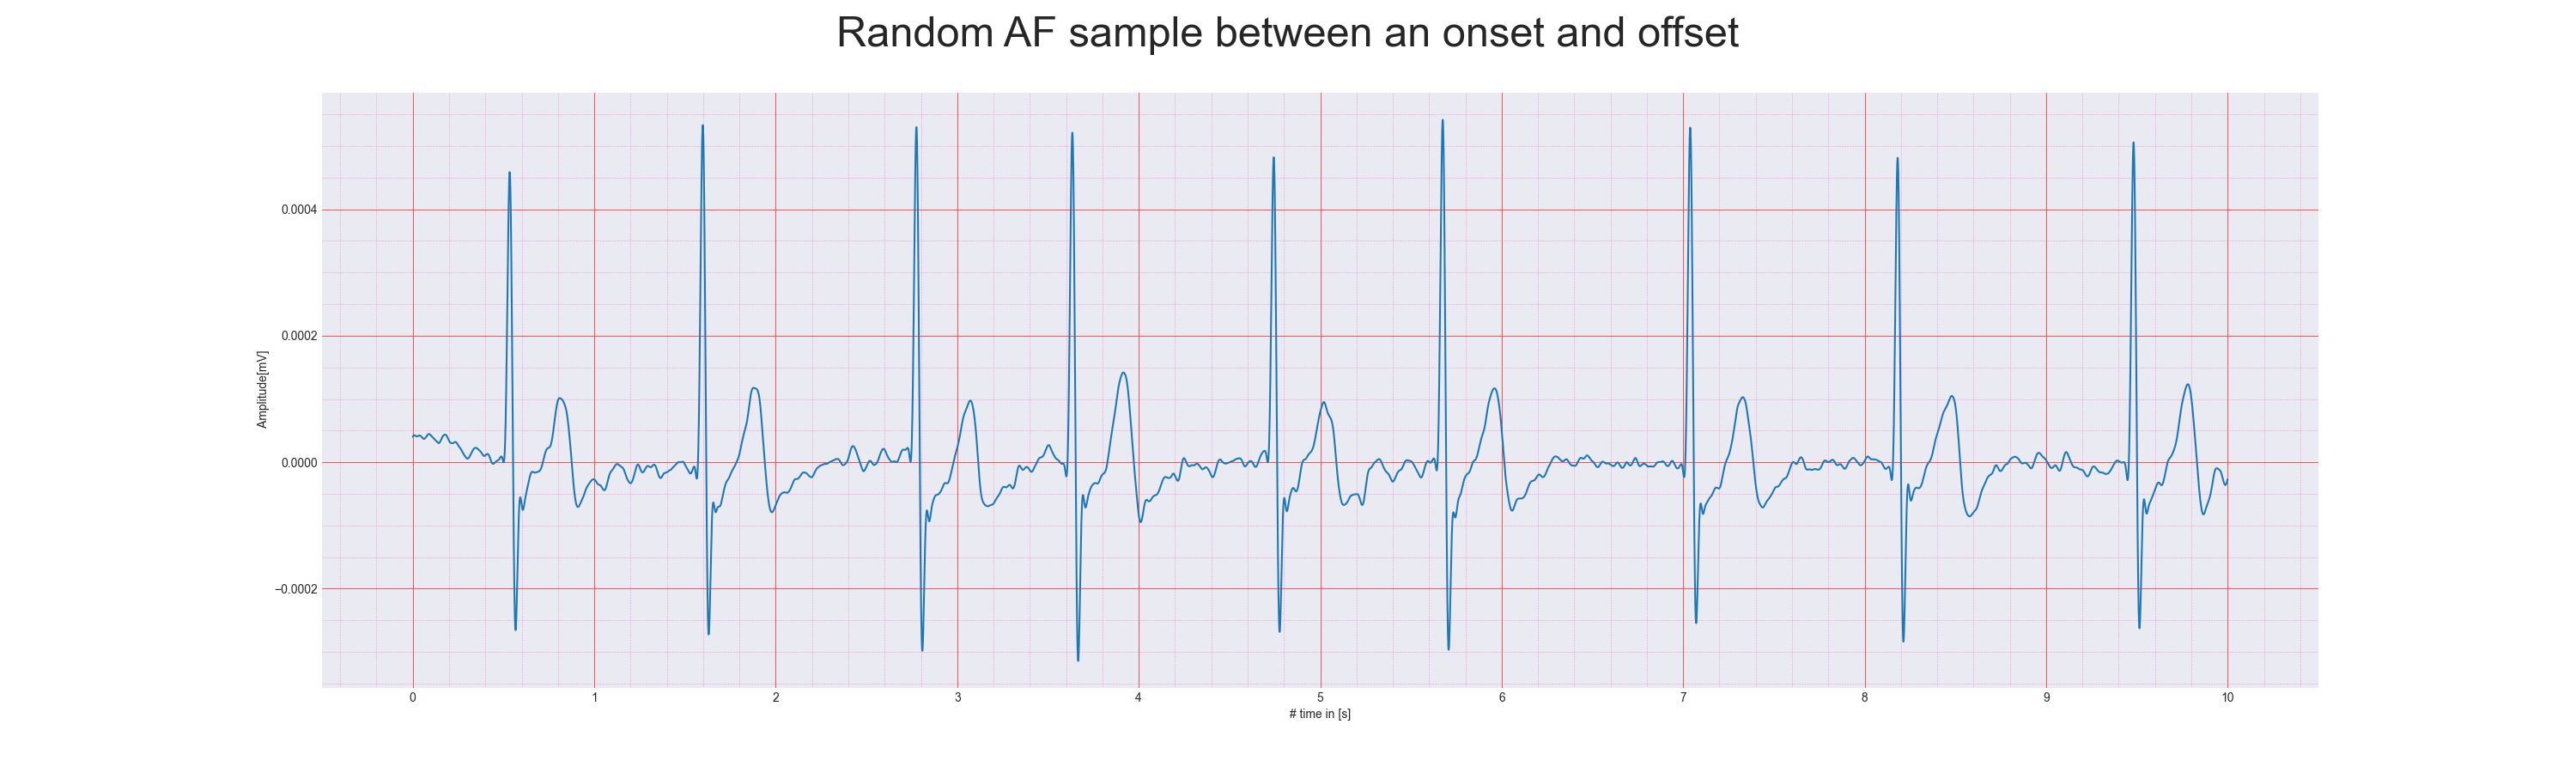 Random AF sample between an onset and offset
0.0004
0.0002
0.0000
−0.0002
Amplitude[mV]
0 1 2 3 4 5 6 7 8 9 10
# time in [s]